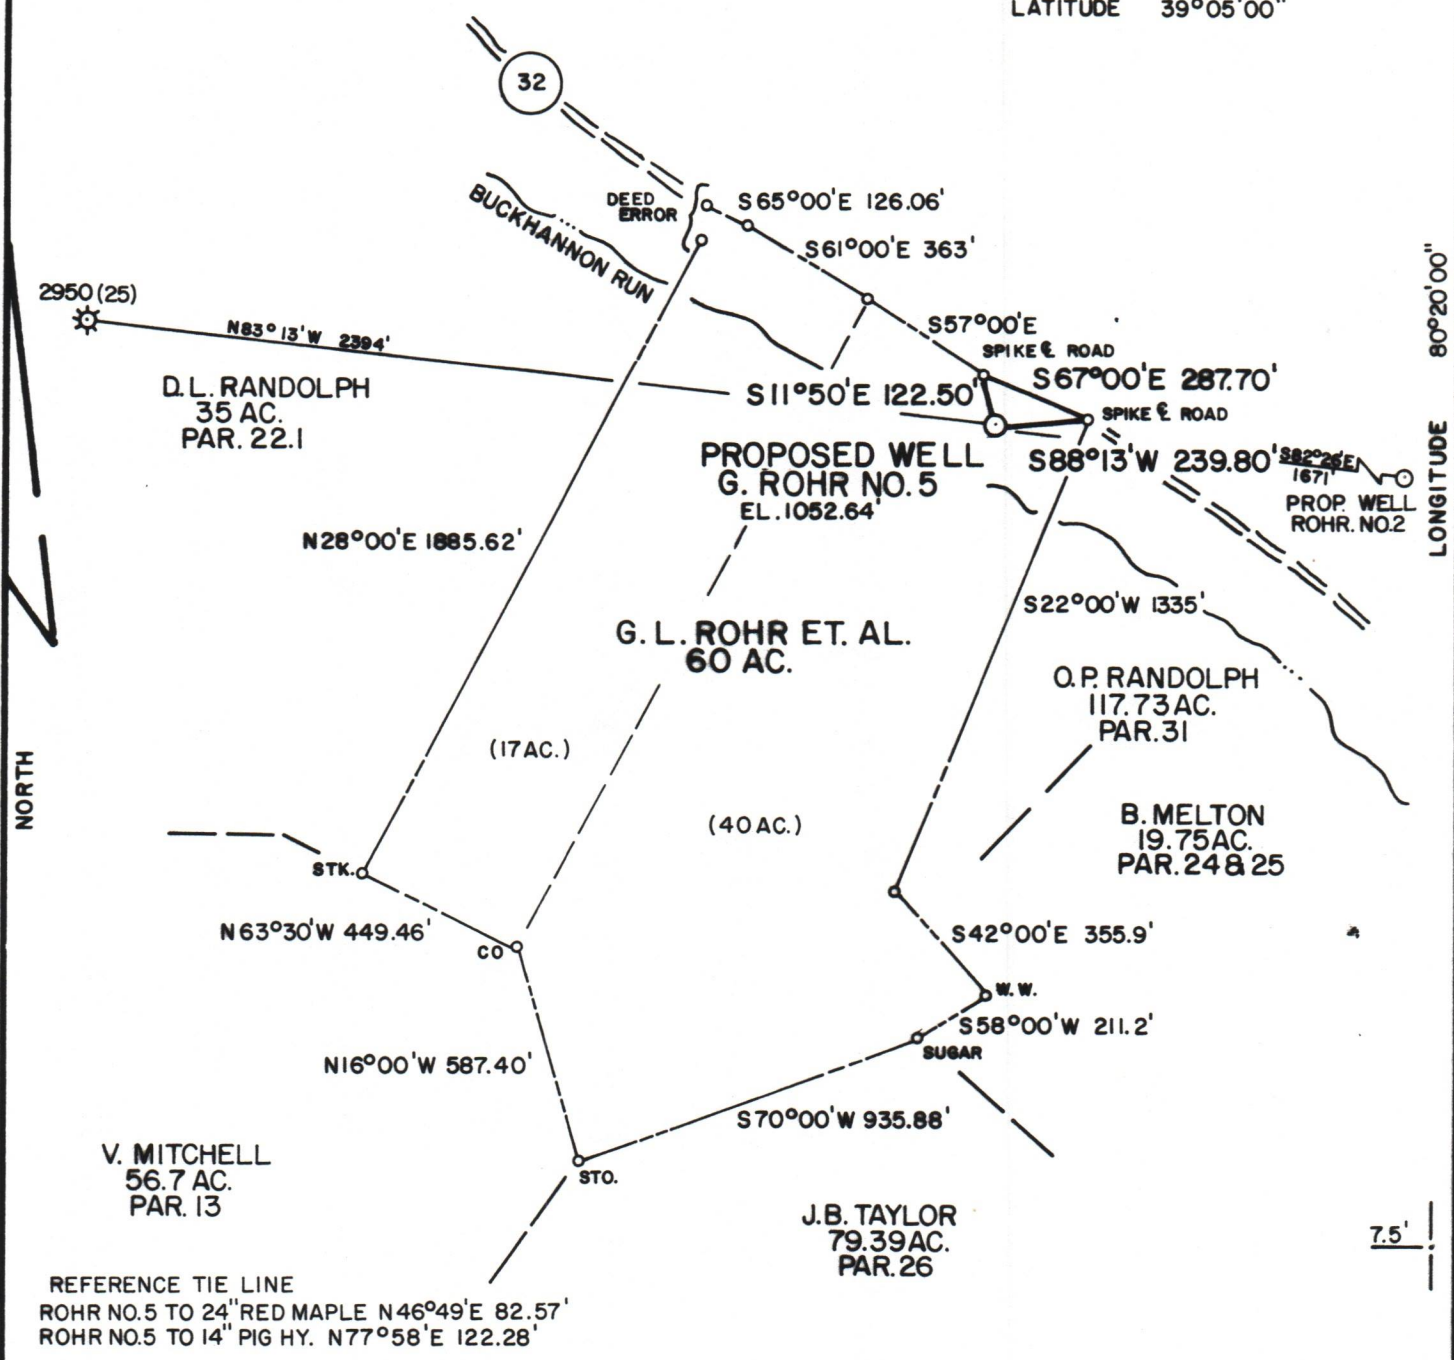 LATITUDE 39°05'00"
32
DEED
ERROR
S65°00'E 126.06'
S61°00'E 363'
BUCKHANNON RUN
2950 (25)
N83°13'W 2394'
S57°00'E
SPIKE ℄ ROAD
S67°00'E 287.70'
S11°50'E 122.50'
SPIKE ℄ ROAD
D.L. RANDOLPH
35 AC.
PAR. 22.1
PROPOSED WELL
G. ROHR NO. 5
EL. 1052.64'
S88°13'W 239.80'
S82°26'E
1671'
PROP. WELL
ROHR. NO.2
LONGITUDE 80°20'00"
N28°00'E 1885.62'
S22°00'W 1335'
G. L. ROHR ET. AL.
60 AC.
O.P. RANDOLPH
117.73 AC.
PAR. 31
(17 AC.)
NORTH
(40 AC.)
B. MELTON
19.75 AC.
PAR. 24 & 25
STK.
N63°30'W 449.46'
CO
S42°00'E 355.9'
W. W.
S58°00'W 211.2'
SUGAR
N16°00'W 587.40'
S70°00'W 935.88'
STO.
V. MITCHELL
56.7 AC.
PAR. 13
J.B. TAYLOR
79.39 AC.
PAR. 26
7.5'
REFERENCE TIE LINE
ROHR NO.5 TO 24" RED MAPLE N46°49'E 82.57'
ROHR NO.5 TO 14" PIG HY. N77°58'E 122.28'